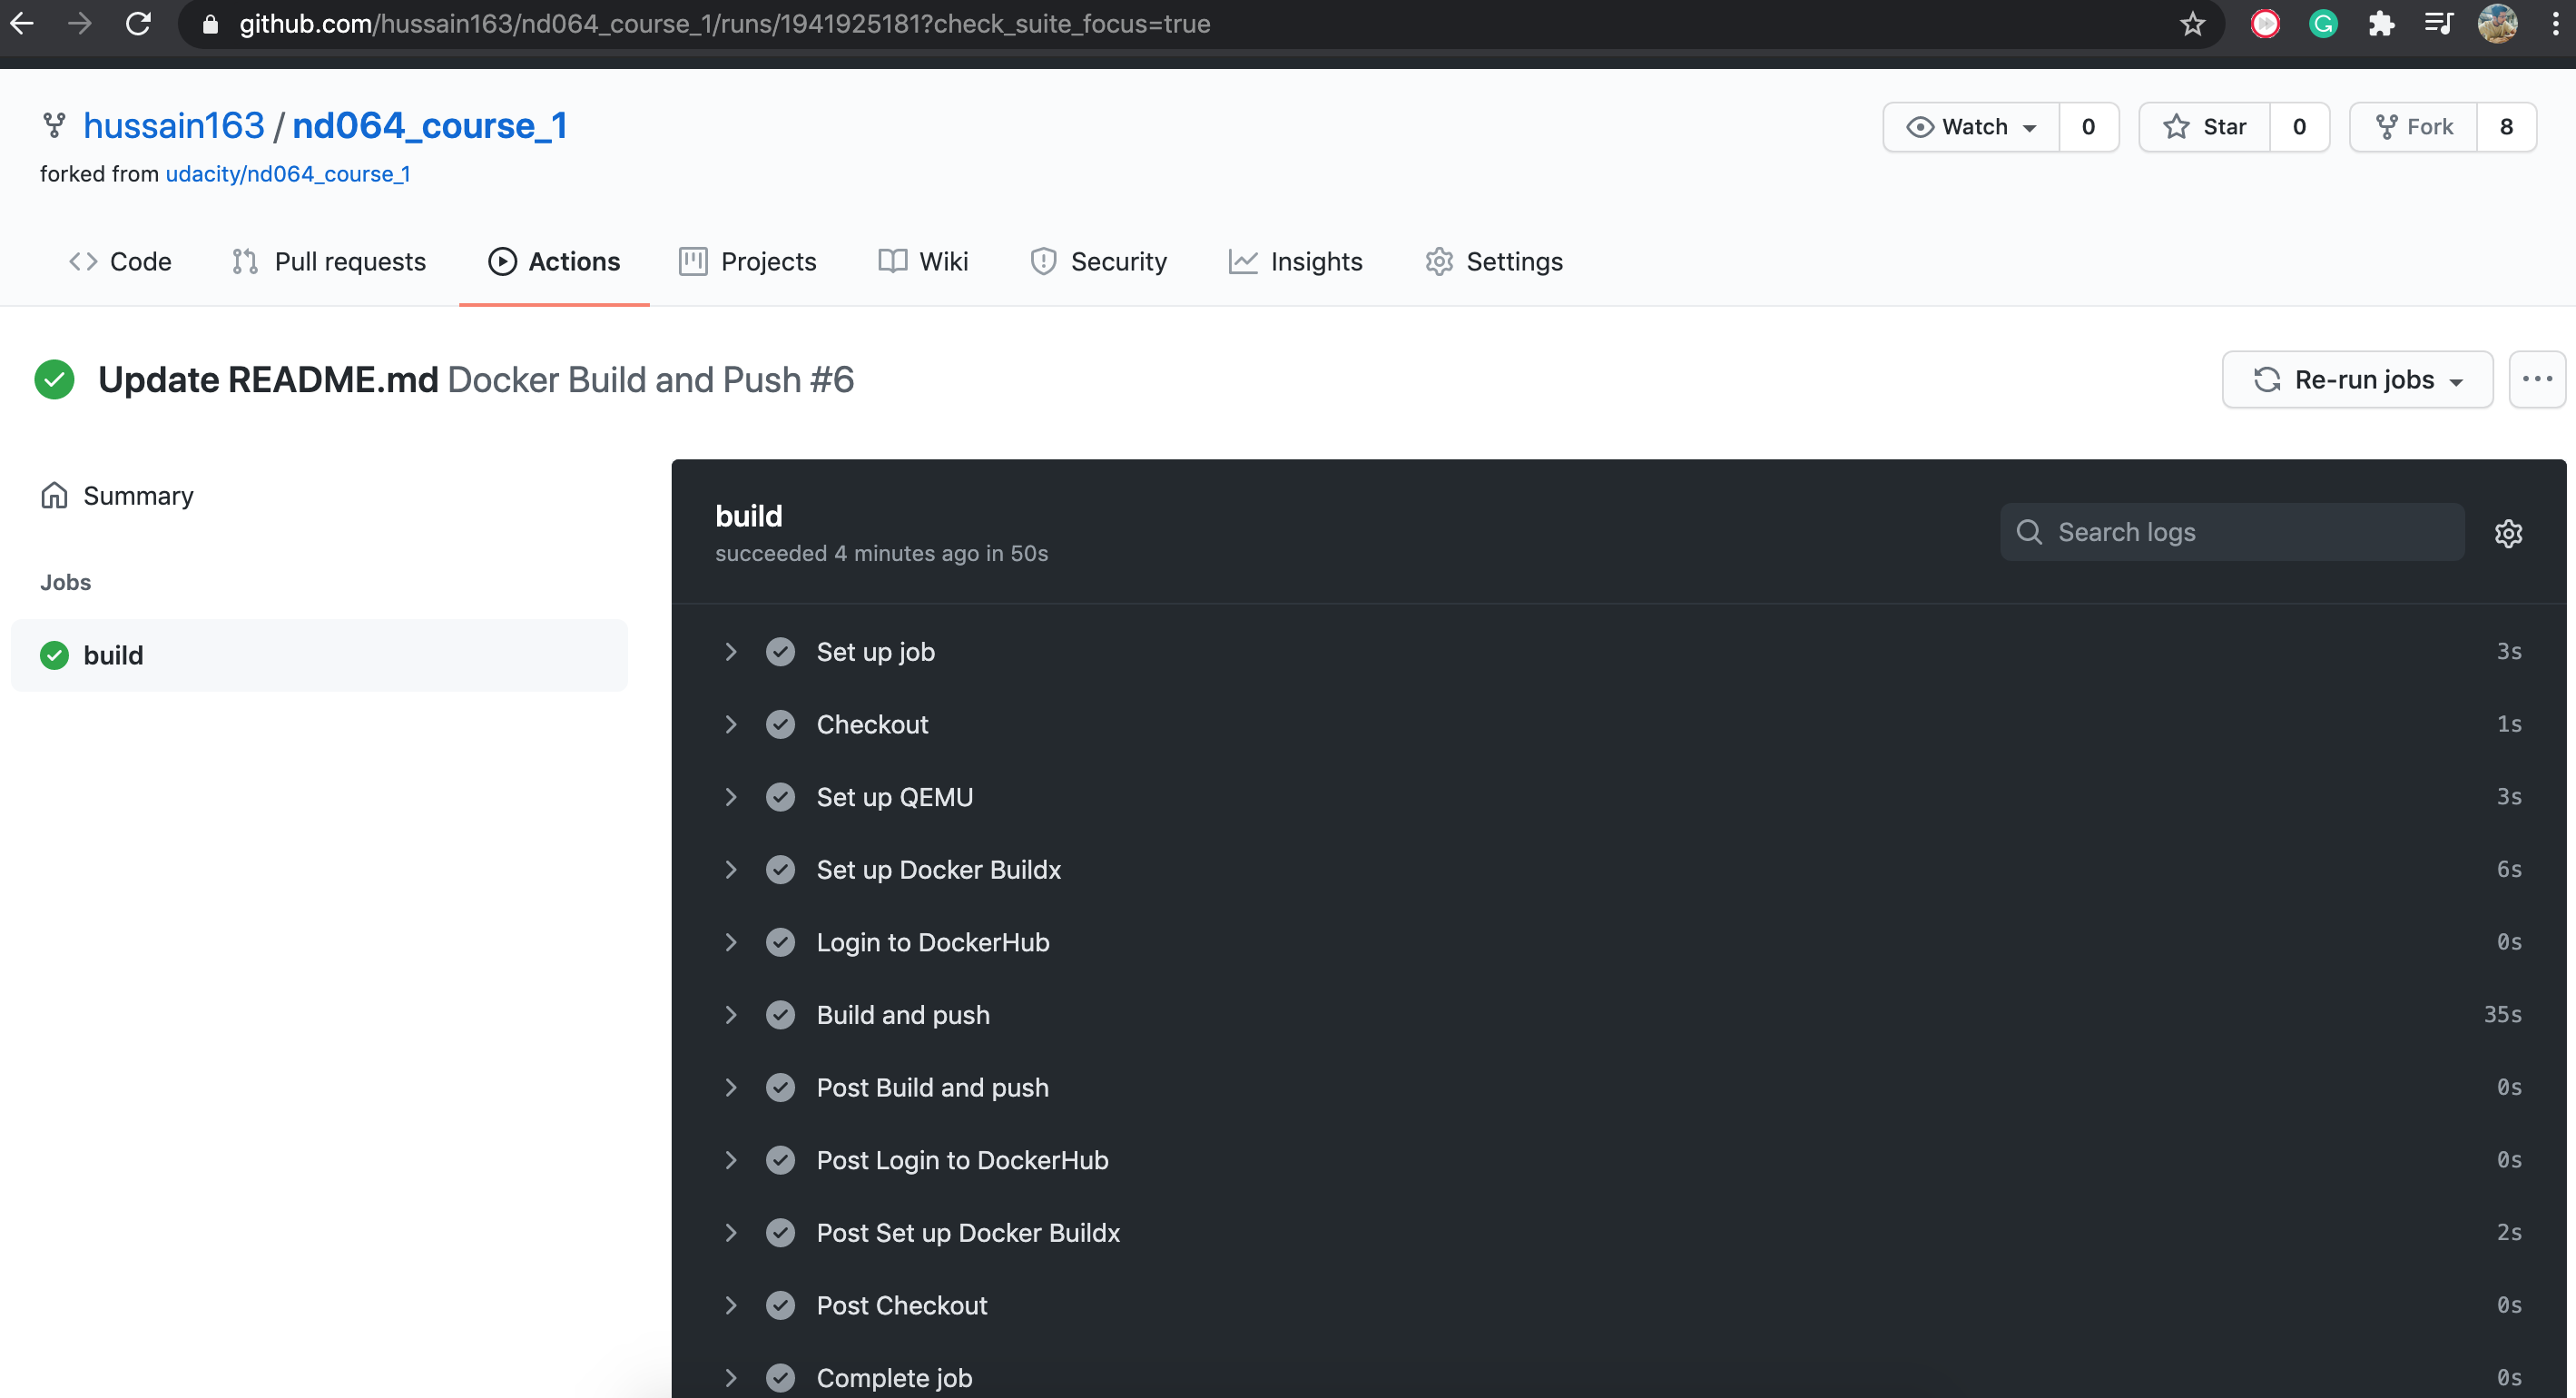 github.com/hussain163/nd064_course_1/runs/1941925181?check_suite_focus=true
hussain163 / nd064_course_1
Watch 0 Star 0 Fork 8
forked from udacity/nd064_course_1
Code Pull requests Actions Projects Wiki Security Insights Settings
Update README.md Docker Build and Push #6
Re-run jobs
Summary
Jobs
build
build
succeeded 4 minutes ago in 50s
Search logs
Set up job 3s
Checkout 1s
Set up QEMU 3s
Set up Docker Buildx 6s
Login to DockerHub 0s
Build and push 35s
Post Build and push 0s
Post Login to DockerHub 0s
Post Set up Docker Buildx 2s
Post Checkout 0s
Complete job 0s